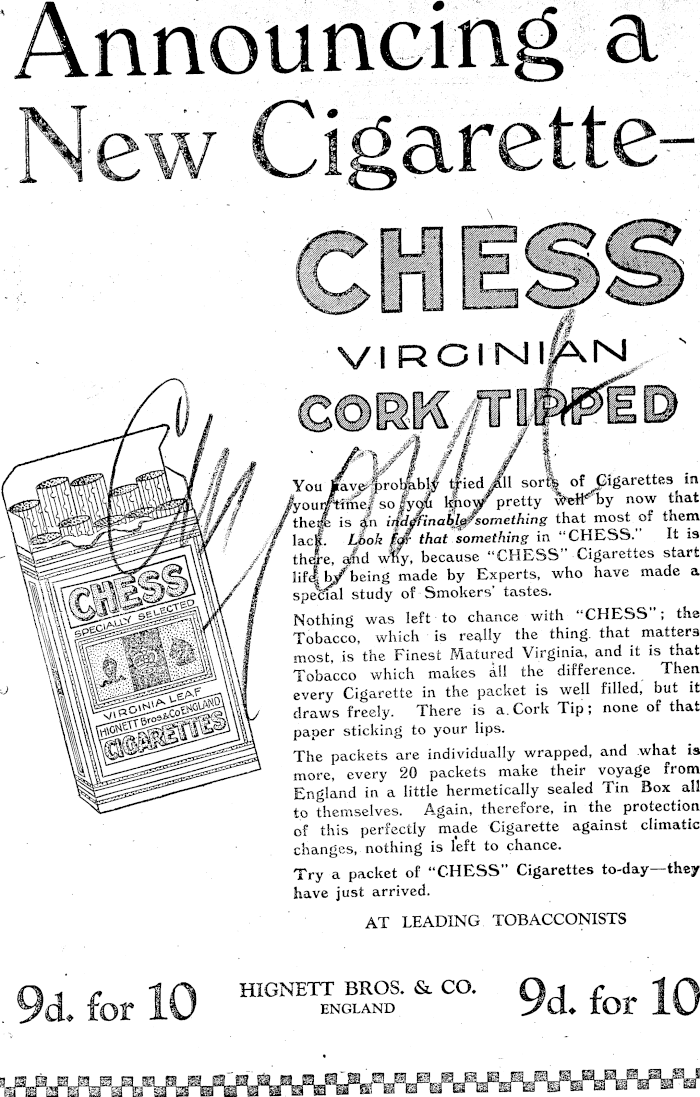 Announcing a
New Cigarette-
CHESS
VIRGINIAN
CORK TIPPED
You have probably tried all sorts of Cigarettes in
your time, so you know pretty well by now that
there is an indefinable something that most of them
lack. Look for that something in “CHESS.” It is
there, and why, because “CHESS” Cigarettes start
life by being made by Experts, who have made a
special study of Smokers' tastes.
Nothing was left to chance with “CHESS”; the
Tobacco, which is really the thing that matters
most, is the Finest Matured Virginia, and it is that
Tobacco which makes all the difference. Then
every Cigarette in the packet is well filled, but it
draws freely. There is a Cork Tip; none of that
paper sticking to your lips.
The packets are individually wrapped, and what is
more, every 20 packets make their voyage from
England in a little hermetically sealed Tin Box all
to themselves. Again, therefore, in the protection
of this perfectly made Cigarette against climatic
changes, nothing is left to chance.
Try a packet of “CHESS” Cigarettes to-day—they
have just arrived.
AT LEADING TOBACCONISTS
CHESS
SPECIALLY SELECTED
VIRGINIA LEAF
HIGNETT Bros & Co ENGLAND
CIGARETTES
9d. for 10
HIGNETT BROS. & CO.
ENGLAND
9d. for 10